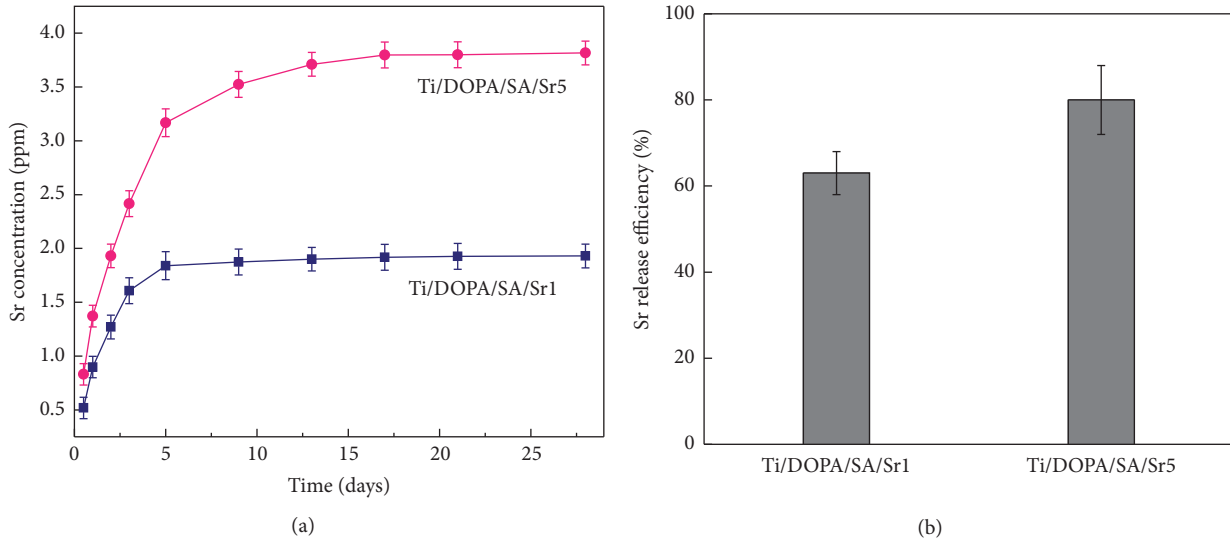 Sr concentration (ppm)
4.0
3.5
3.0
2.5
2.0
1.5
1.0
0.5
Ti/DOPA/SA/Sr5
Ti/DOPA/SA/Sr1
0 5 10 15 20 25
Time (days)
(a)
Sr release efficiency (%)
100
80
60
40
20
0
Ti/DOPA/SA/Sr1 Ti/DOPA/SA/Sr5
(b)